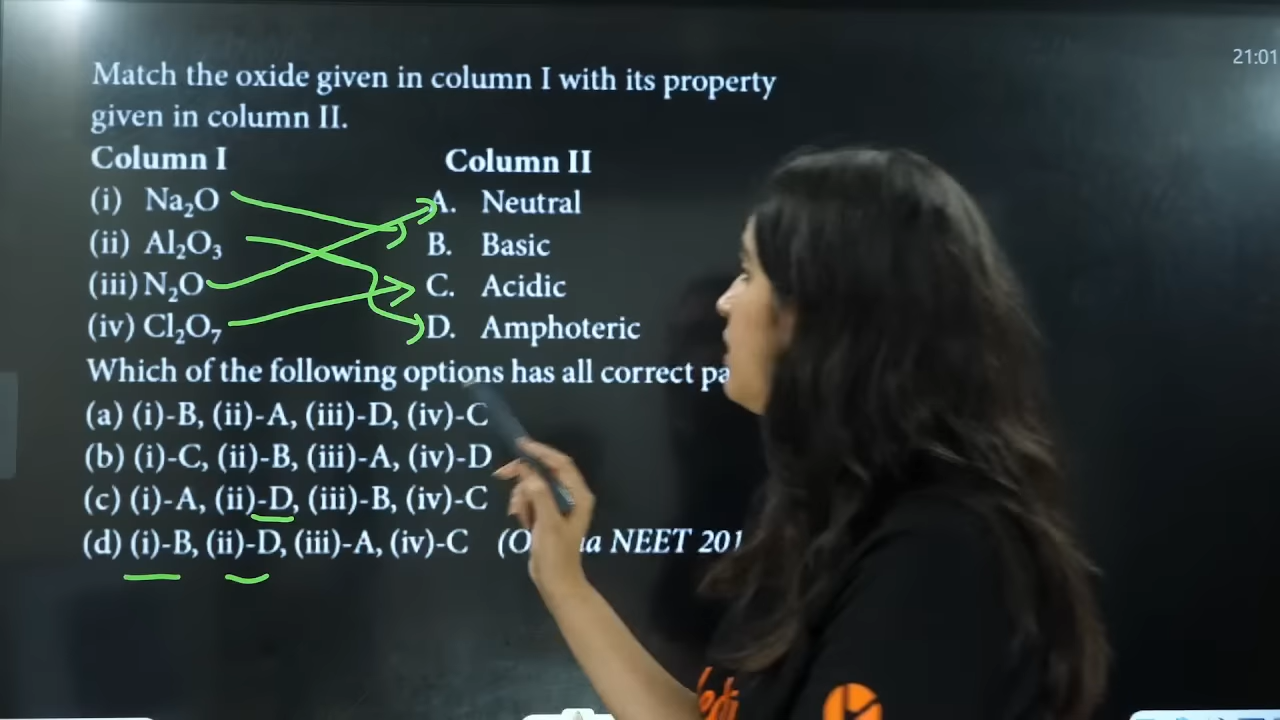 21:01
Match the oxide given in column I with its property
given in column II.
Column I Column II
(i) Na₂O A. Neutral
(ii) Al₂O₃ B. Basic
(iii) N₂O C. Acidic
(iv) Cl₂O₇ D. Amphoteric
Which of the following options has all correct
(a) (i)-B, (ii)-A, (iii)-D, (iv)-C
(b) (i)-C, (ii)-B, (iii)-A, (iv)-D
(c) (i)-A, (ii)-D, (iii)-B, (iv)-C
(d) (i)-B, (ii)-D, (iii)-A, (iv)-C NEET